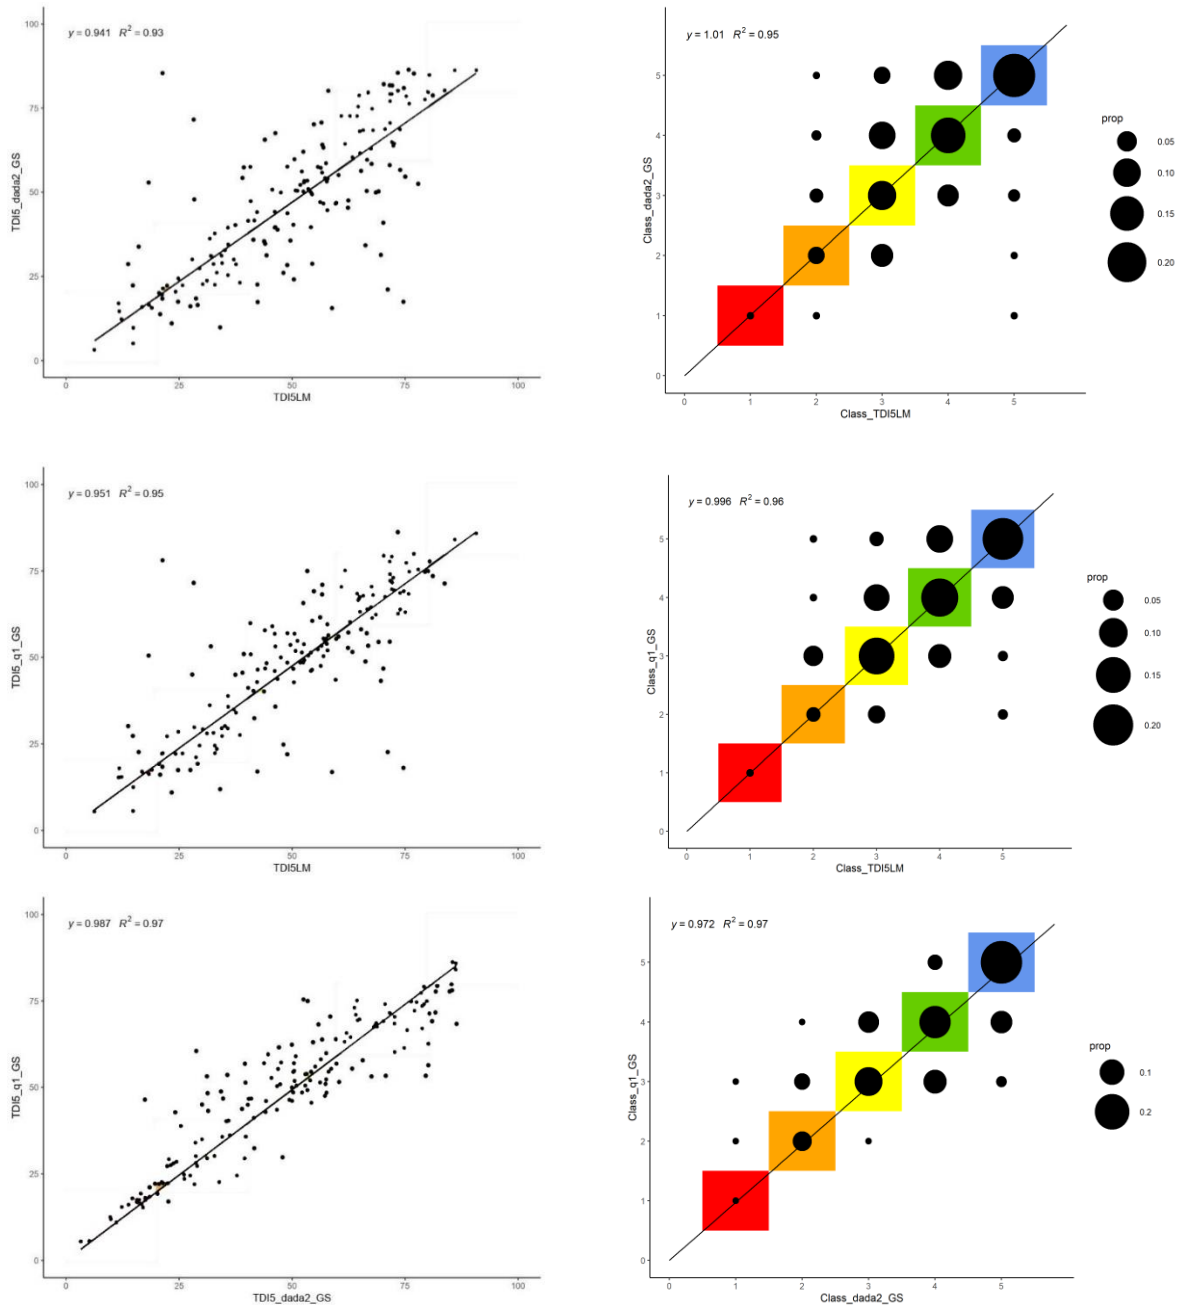 y = 0.941 R² = 0.93
100
75
50
25
0
TDI5_dada2_GS
0 25 50 75 100
TDI5LM
y = 1.01 R² = 0.95
5
4
3
2
1
0
Class_dada2_GS
0 1 2 3 4 5
Class_TDI5LM
prop
0.05
0.10
0.15
0.20
y = 0.951 R² = 0.95
100
75
50
25
0
TDI5_q1_GS
0 25 50 75 100
TDI5LM
y = 0.996 R² = 0.96
5
4
3
2
1
0
Class_q1_GS
0 1 2 3 4 5
Class_TDI5LM
prop
0.05
0.10
0.15
0.20
y = 0.987 R² = 0.97
100
75
50
25
0
TDI5_q1_GS
0 25 50 75 100
TDI5_dada2_GS
y = 0.972 R² = 0.97
5
4
3
2
1
0
Class_q1_GS
0 1 2 3 4 5
Class_dada2_GS
prop
0.1
0.2